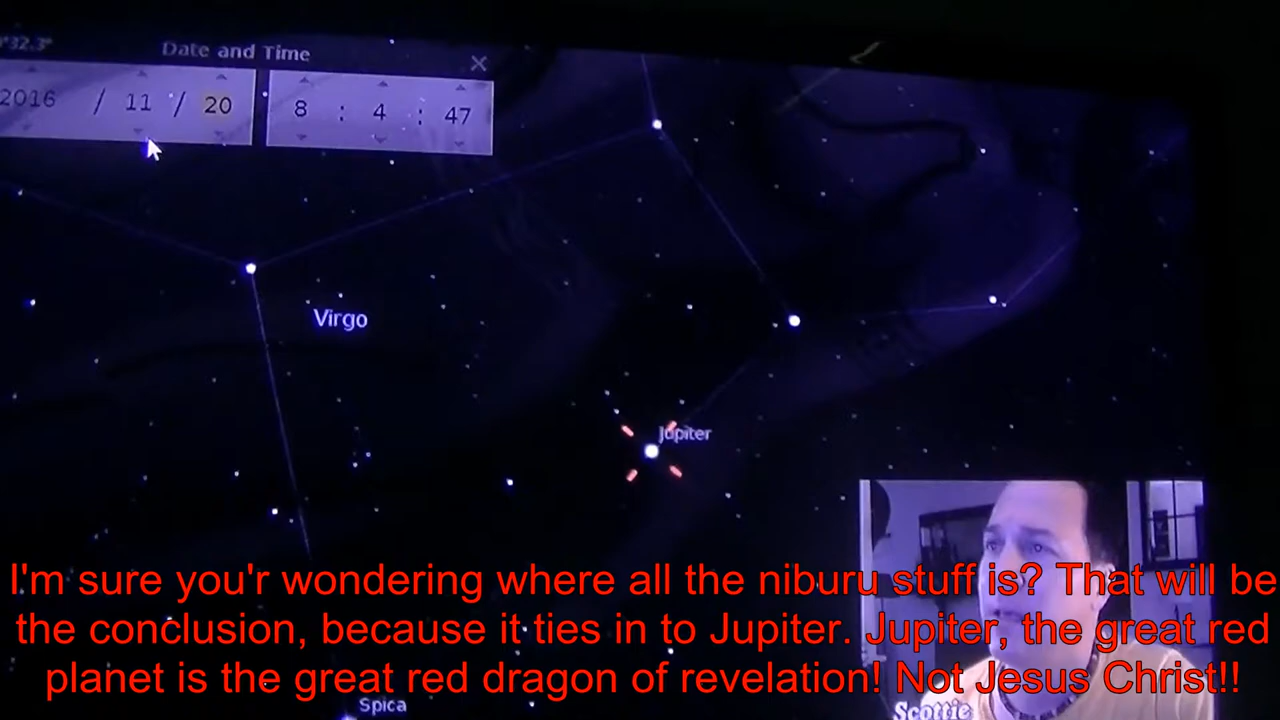 °32.3°
Date and Time
2016 / 11 / 20 8 : 4 : 47
Virgo
Jupiter
I'm sure you'r wondering where all the niburu stuff is? That will be
the conclusion, because it ties in to Jupiter. Jupiter, the great red
planet is the great red dragon of revelation! Not Jesus Christ!!
Spica
Scottie